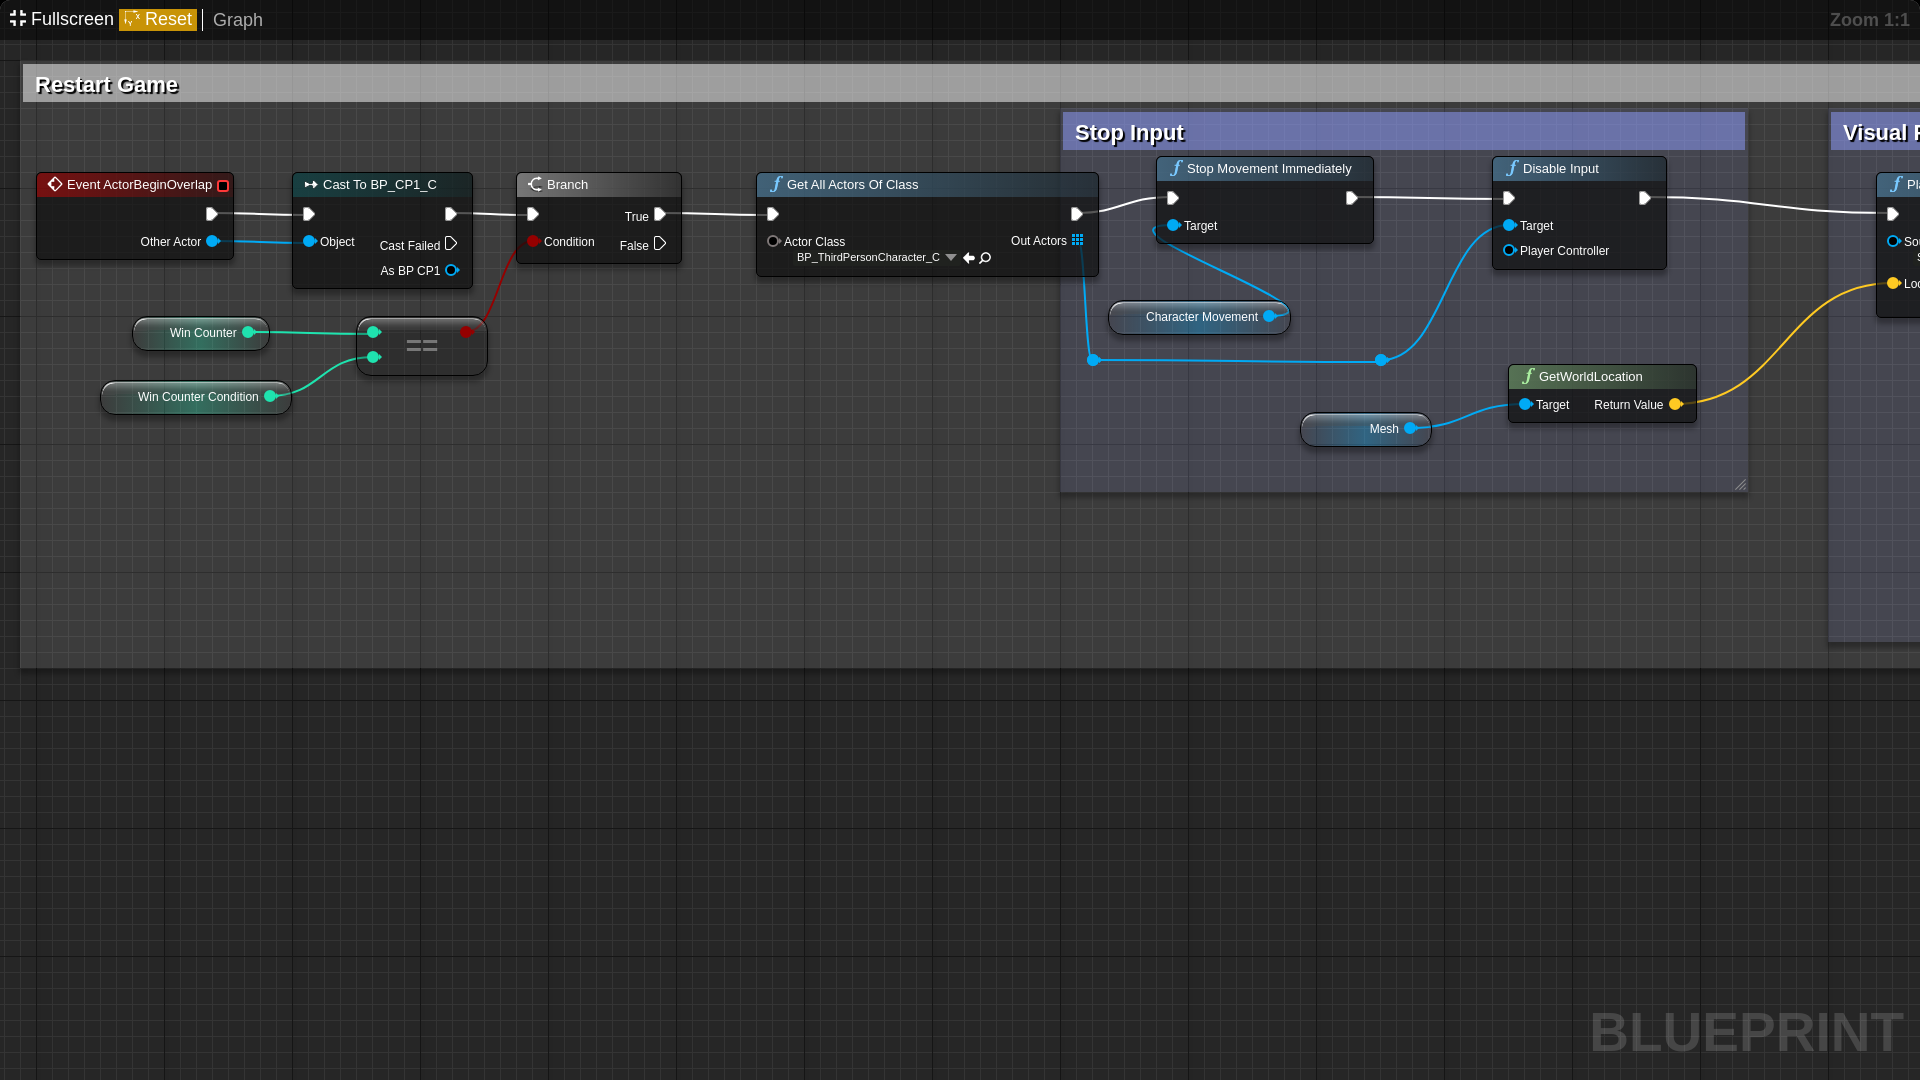 Fullscreen Reset Graph Zoom 1:1
Restart Game
Stop Input
Event ActorBeginOverlap
Other Actor
Cast To BP_CP1_C
Object
Cast Failed
As BP CP1
Branch
True
Condition
False
Get All Actors Of Class
Actor Class
BP_ThirdPersonCharacter_C
Out Actors
Stop Movement Immediately
Target
Disable Input
Target
Player Controller
Win Counter
==
Win Counter Condition
Character Movement
GetWorldLocation
Target Return Value
Mesh
Visual
BLUEPRINT